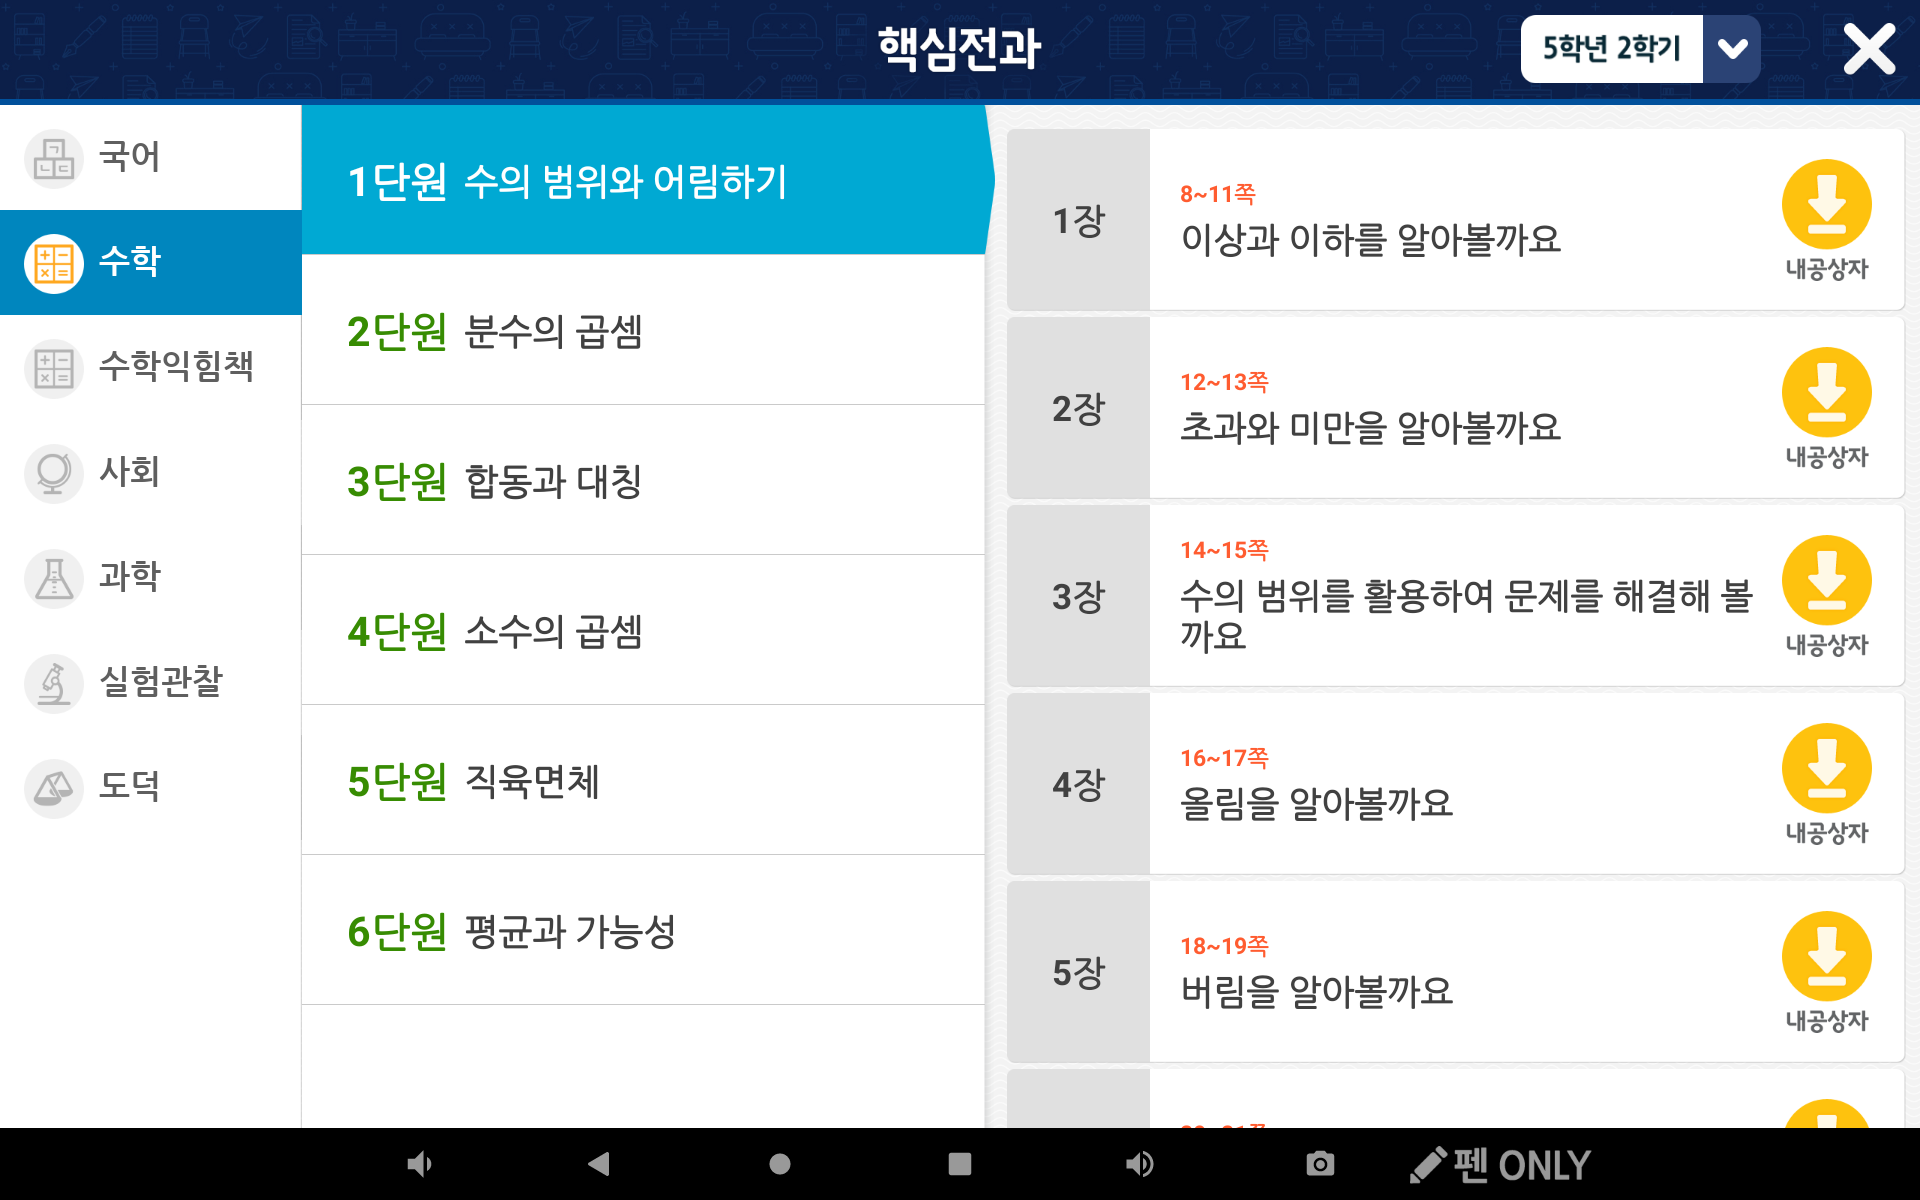 핵심전과
5학년 2학기
국어
수학
수학익힘책
사회
과학
실험관찰
도덕
1단원 수의 범위와 어림하기
2단원 분수의 곱셈
3단원 합동과 대칭
4단원 소수의 곱셈
5단원 직육면체
6단원 평균과 가능성
1장
8~11쪽
이상과 이하를 알아볼까요
내공상자
2장
12~13쪽
초과와 미만을 알아볼까요
내공상자
3장
14~15쪽
수의 범위를 활용하여 문제를 해결해 볼
까요
내공상자
4장
16~17쪽
올림을 알아볼까요
내공상자
5장
18~19쪽
버림을 알아볼까요
내공상자
펜 ONLY